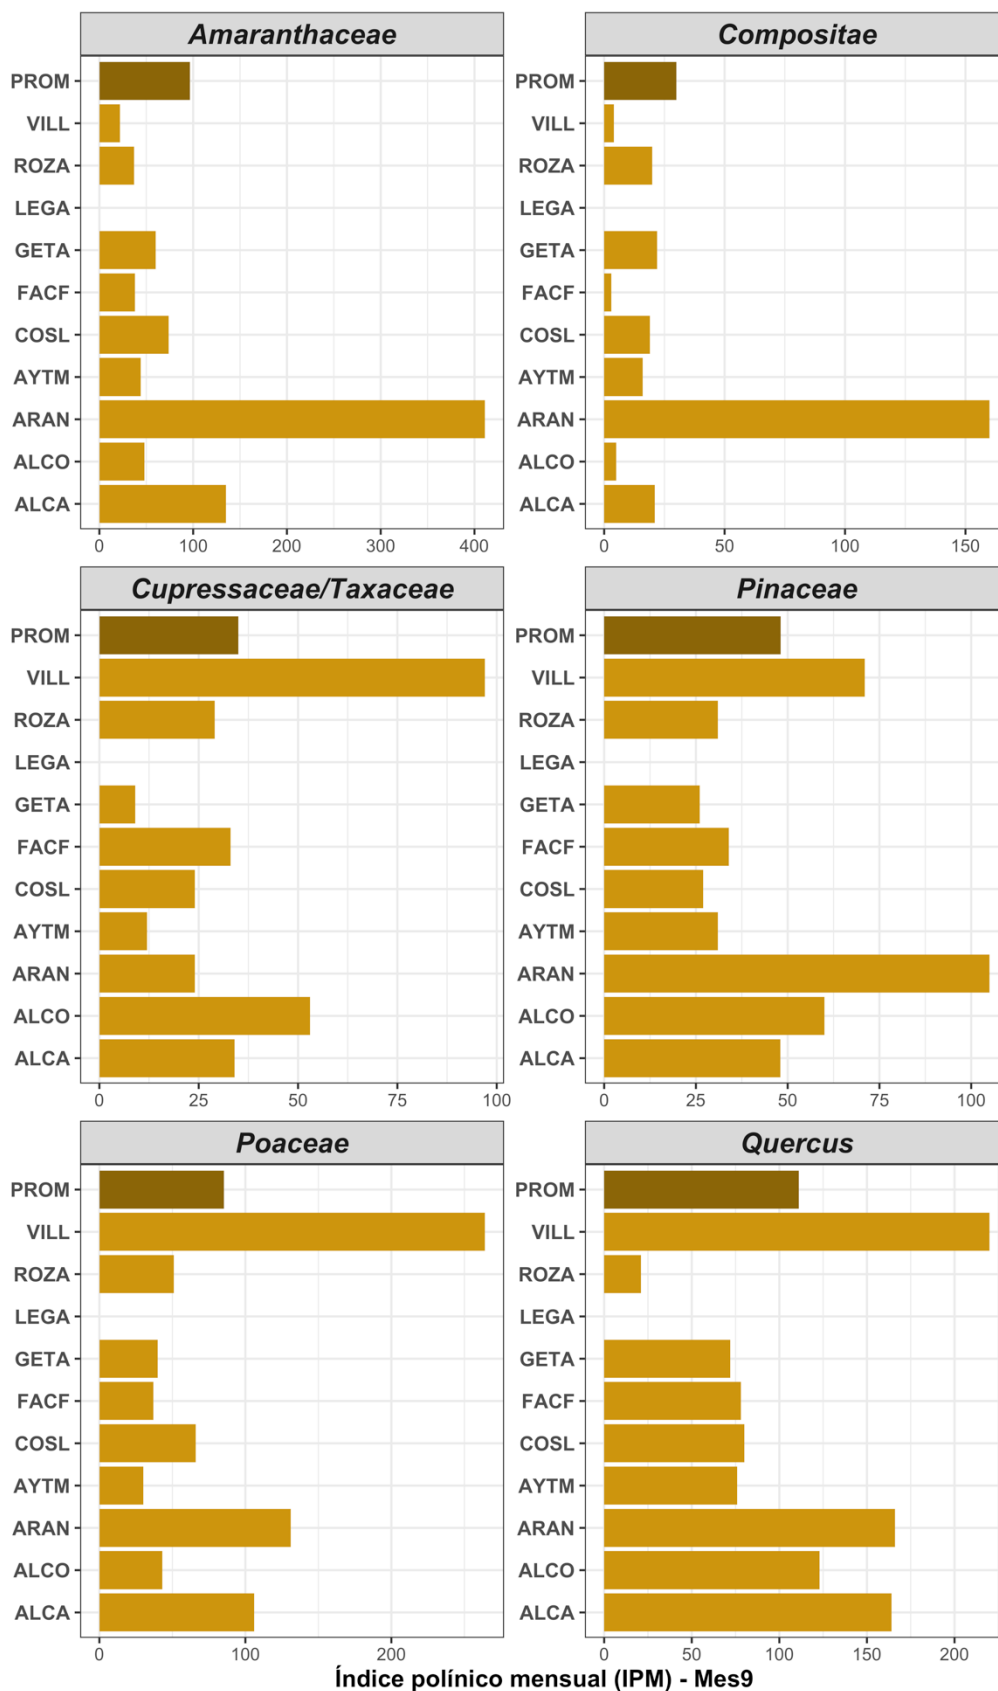 Amaranthaceae
PROM
VILL
ROZA
LEGA
GETA
FACF
COSL
AYTM
ARAN
ALCO
ALCA
0 100 200 300 400
Compositae
PROM
VILL
ROZA
LEGA
GETA
FACF
COSL
AYTM
ARAN
ALCO
ALCA
0 50 100 150
Cupressaceae/Taxaceae
PROM
VILL
ROZA
LEGA
GETA
FACF
COSL
AYTM
ARAN
ALCO
ALCA
0 25 50 75 100
Pinaceae
PROM
VILL
ROZA
LEGA
GETA
FACF
COSL
AYTM
ARAN
ALCO
ALCA
0 25 50 75 100
Poaceae
PROM
VILL
ROZA
LEGA
GETA
FACF
COSL
AYTM
ARAN
ALCO
ALCA
0 100 200
Quercus
PROM
VILL
ROZA
LEGA
GETA
FACF
COSL
AYTM
ARAN
ALCO
ALCA
0 50 100 150 200
Índice polínico mensual (IPM) - Mes9